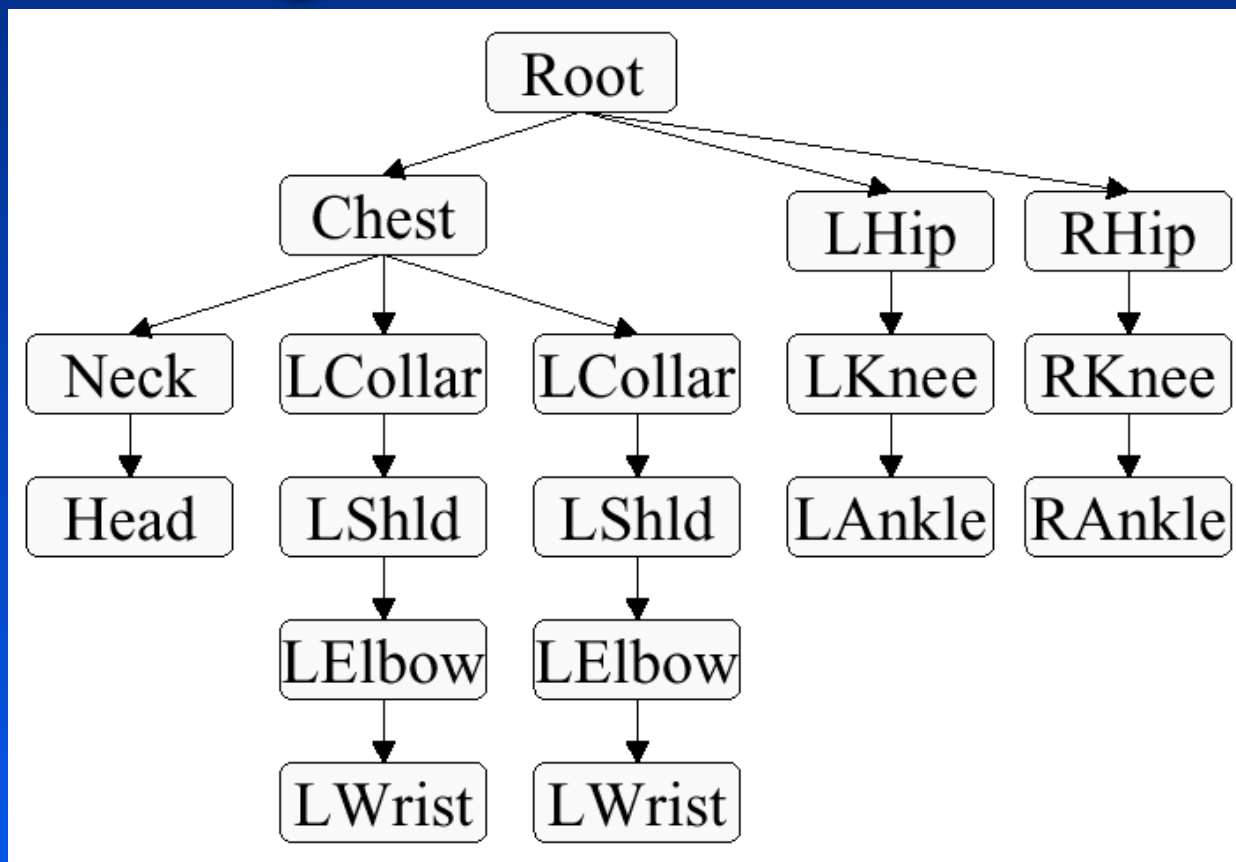 Root
Chest
LHip
RHip
Neck
LCollar
LCollar
LKnee
RKnee
Head
LShld
LShld
LAnkle
RAnkle
LElbow
LElbow
LWrist
LWrist